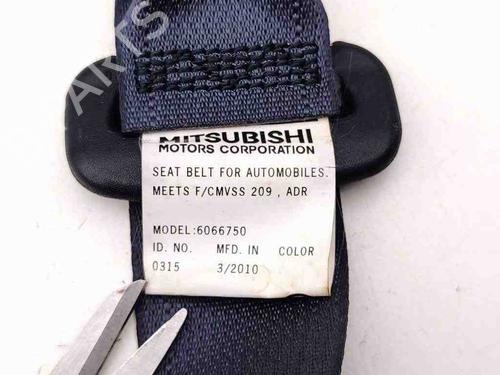 PARTS
MITSUBISHI
MOTORS CORPORATION
SEAT BELT FOR AUTOMOBILES.
MEETS F/CMVSS 209 , ADR
MODEL:6066750
ID. NO. MFD. IN COLOR
0315 3/2010